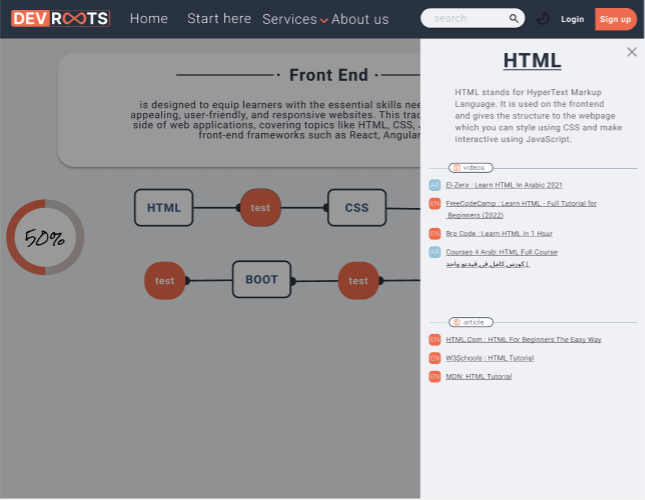 DEV ROOTS
Home
Start here
Services
About us
search
Login
Sign up
Front End
is designed to equip learners with the essential skills
appealing, user-friendly, and responsive websites. This
side of web applications, covering topics like HTML, CSS,
front-end frameworks such as React, Angular
50%
HTML
test
CSS
test
BOOT
test
HTML
HTML stands for HyperText Markup
Language. It is used on the frontend
and gives the structure to the webpage
which you can style using CSS and make
interactive using JavaScript.
videos
AR El-Zero : Learn HTML In Arabic 2021
EN FreeCodeCamp : Learn HTML - Full Tutorial for
Beginners (2022)
EN Bro Code : Learn HTML in 1 Hour
AR Courses 4 Arab: HTML Full Course
| كورس كامل في فيديو واحد
article
EN HTML.Com : HTML For Beginners The Easy Way
EN W3Schools : HTML Tutorial
EN MDN: HTML Tutorial